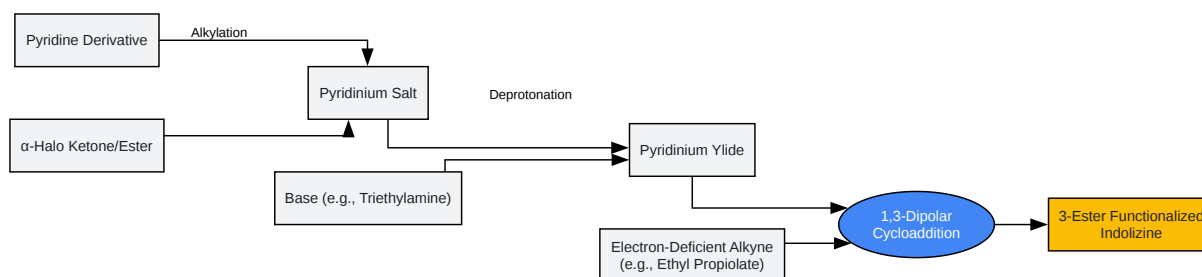 Pyridine Derivative
Alkylation
Pyridinium Salt
Deprotonation
α-Halo Ketone/Ester
Pyridinium Ylide
Base (e.g., Triethylamine)
1,3-Dipolar
Cycloaddition
3-Ester Functionalized
Indolizine
Electron-Deficient Alkyne
(e.g., Ethyl Propiolate)